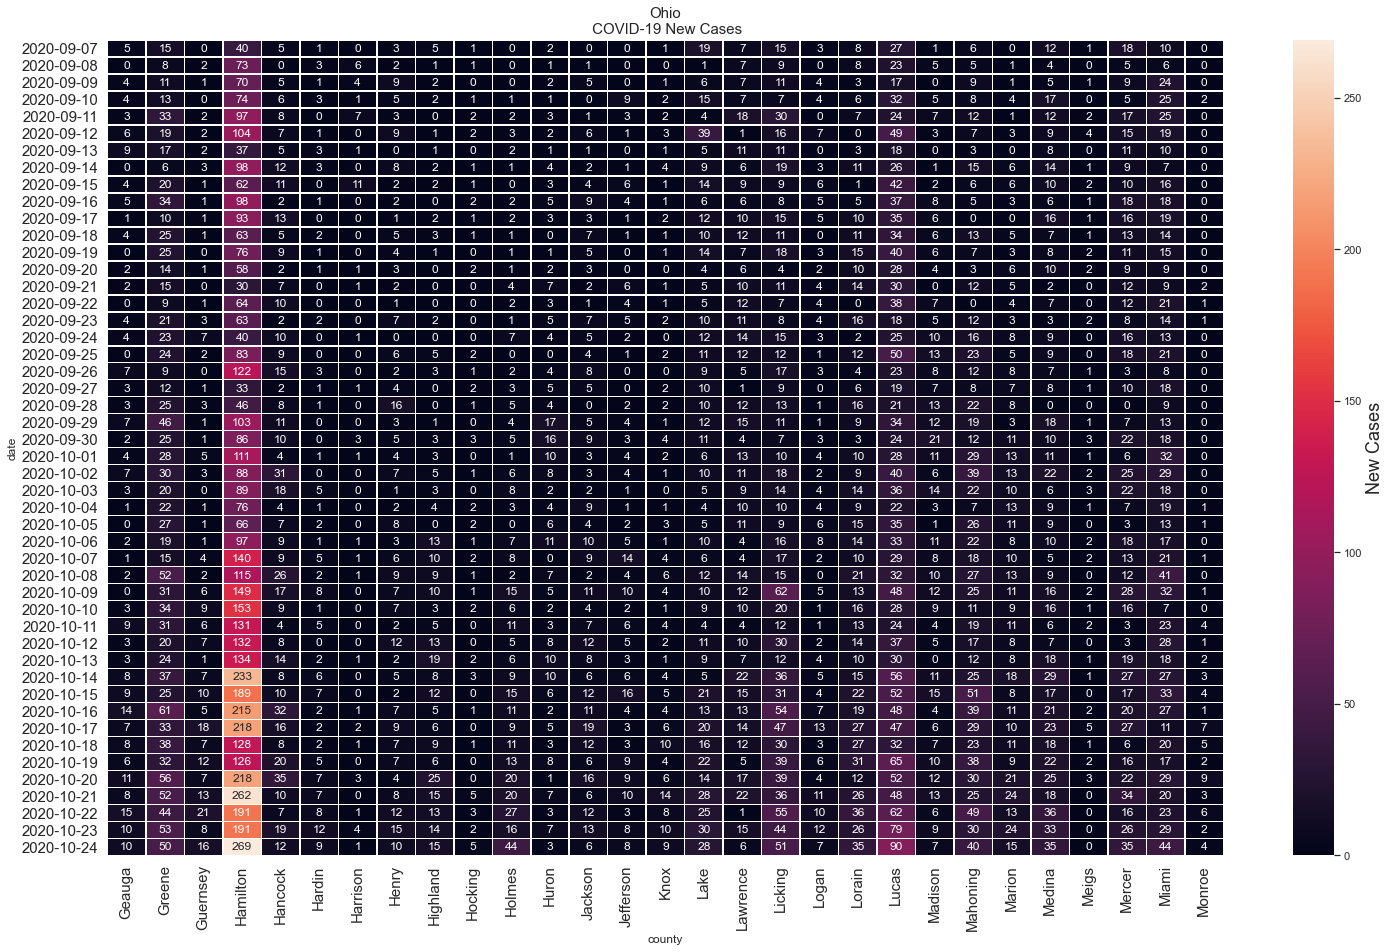 Ohio
COVID-19 New Cases
2020-09-07 5 15 0 40 5 1 0 3 5 1 0 2 0 0 1 19 7 15 3 8 27 1 6 0 12 1 18 10 0
2020-09-08 0 8 2 73 0 3 6 2 1 1 0 1 1 0 0 1 7 9 0 8 23 5 5 1 4 0 5 6 0
2020-09-09 4 11 1 70 5 1 4 9 2 0 0 2 5 0 1 6 7 11 4 3 17 0 9 1 5 1 9 24 0
2020-09-10 4 13 0 74 6 3 1 5 2 1 1 1 0 9 2 15 7 7 4 6 32 5 8 4 17 0 5 25 2
2020-09-11 3 33 2 97 8 0 7 3 0 2 2 3 1 3 2 4 18 30 0 7 24 7 12 1 12 2 17 25 0
2020-09-12 6 19 2 104 7 1 0 9 1 2 3 2 6 1 3 39 1 16 7 0 49 3 7 3 9 4 15 19 0
2020-09-13 9 17 2 37 5 3 1 0 1 0 2 1 1 0 1 5 11 11 0 3 18 0 3 0 8 0 11 10 0
2020-09-14 0 6 3 98 12 3 0 8 2 1 1 4 2 1 4 9 6 19 3 11 26 1 15 6 14 1 9 7 0
2020-09-15 4 20 1 62 11 0 11 2 2 1 0 3 4 6 1 14 9 9 6 1 42 2 6 6 10 2 10 16 0
2020-09-16 5 34 1 98 2 1 0 2 0 2 2 5 9 4 1 6 6 8 5 5 37 8 5 3 6 1 18 18 0
2020-09-17 1 10 1 93 13 0 0 1 2 1 2 3 3 1 2 12 10 15 5 10 35 6 0 0 16 1 16 19 0
2020-09-18 4 25 1 63 5 2 0 5 3 1 1 0 7 1 1 10 12 11 0 11 34 6 13 5 7 1 13 14 0
2020-09-19 0 25 0 76 9 1 0 4 1 0 1 1 5 0 1 14 7 18 3 15 40 6 7 3 8 2 11 15 0
2020-09-20 2 14 1 58 2 1 1 3 0 2 1 2 3 0 0 4 6 4 2 10 28 4 3 6 10 2 9 9 0
2020-09-21 2 15 0 30 7 0 1 2 0 0 4 7 2 6 1 5 10 11 4 14 30 0 12 5 2 0 12 9 2
2020-09-22 0 9 1 64 10 0 0 1 0 0 2 3 1 4 1 5 12 7 4 0 38 7 0 4 7 0 12 21 1
2020-09-23 4 21 3 63 2 2 0 7 2 0 1 5 7 5 2 10 11 8 4 16 18 5 12 3 3 2 8 14 1
2020-09-24 4 23 7 40 10 0 1 0 0 0 7 4 5 2 0 12 14 15 3 2 25 10 16 8 9 0 16 13 0
2020-09-25 0 24 2 83 9 0 0 6 5 2 0 0 4 1 2 11 12 12 1 12 50 13 23 5 9 0 18 21 0
2020-09-26 7 9 0 122 15 3 0 2 3 1 2 4 8 0 0 9 5 17 3 4 23 8 12 8 7 1 3 8 0
2020-09-27 3 12 1 33 2 1 1 4 0 2 3 5 5 0 2 10 1 9 0 6 19 7 8 7 8 1 10 18 0
2020-09-28 3 25 3 46 8 1 0 16 0 1 5 4 0 2 2 10 12 13 1 16 21 13 22 8 0 0 0 9 0
2020-09-29 7 46 1 103 11 0 0 3 1 0 4 17 5 4 1 12 15 11 1 9 34 12 19 3 18 1 7 13 0
2020-09-30 2 25 1 86 10 0 3 5 3 3 5 16 9 3 4 11 4 7 3 3 24 21 12 11 10 3 22 18 0
2020-10-01 4 28 5 111 4 1 1 4 3 0 1 10 3 4 2 6 13 10 4 10 28 11 29 13 11 1 6 32 0
2020-10-02 7 30 3 88 31 0 0 7 5 1 6 8 3 4 1 10 11 18 2 9 40 6 39 13 22 2 25 29 0
2020-10-03 3 20 0 89 18 5 0 1 3 0 8 2 2 1 0 5 9 14 4 14 36 14 22 10 6 3 22 18 0
2020-10-04 1 22 1 76 4 1 0 2 4 2 3 4 9 1 1 4 10 10 4 9 22 3 7 13 9 1 7 19 1
2020-10-05 0 27 1 66 7 2 0 8 0 2 0 6 4 2 3 5 11 9 6 15 35 1 26 11 9 0 3 13 1
2020-10-06 2 19 1 97 9 1 1 3 13 1 7 11 10 5 1 10 4 16 8 14 33 11 22 8 10 2 18 17 0
2020-10-07 1 15 4 140 9 5 1 6 10 2 8 0 9 14 4 6 4 17 2 10 29 8 18 10 5 2 13 21 1
2020-10-08 2 52 2 115 26 2 1 9 9 1 2 7 2 4 6 12 14 15 0 21 32 10 27 13 9 0 12 41 0
2020-10-09 0 31 6 149 17 8 0 7 10 1 15 5 11 10 4 10 12 62 5 13 48 12 25 11 16 2 28 32 1
2020-10-10 3 34 9 153 9 1 0 7 3 2 6 2 4 2 1 9 10 20 1 16 28 9 11 9 16 1 16 7 0
2020-10-11 9 31 6 131 4 5 0 2 5 0 11 3 7 6 4 4 4 12 1 13 24 4 19 11 6 2 3 23 4
2020-10-12 3 20 7 132 8 0 0 12 13 0 5 8 12 5 2 11 10 30 2 14 37 5 17 8 7 0 3 28 1
2020-10-13 3 24 1 134 14 2 1 2 19 2 6 10 8 3 1 9 7 12 4 10 30 0 12 8 18 1 19 18 2
2020-10-14 8 37 7 233 8 6 0 5 8 3 9 10 6 6 4 5 22 36 5 15 56 11 25 18 29 1 27 27 3
2020-10-15 9 25 10 189 10 7 0 2 12 0 15 6 12 16 5 21 15 31 4 22 52 15 51 8 17 0 17 33 4
2020-10-16 14 61 5 215 32 2 1 7 5 1 11 2 11 4 4 13 13 54 7 19 48 4 39 11 21 2 20 27 1
2020-10-17 7 33 18 218 16 2 2 9 6 0 9 5 19 3 6 20 14 47 13 27 47 6 29 10 23 5 27 11 7
2020-10-18 8 38 7 128 8 2 1 7 9 1 11 3 12 3 10 16 12 30 3 27 32 7 23 11 18 1 6 20 5
2020-10-19 6 32 12 126 20 5 0 7 6 0 13 8 6 9 4 22 5 39 6 31 65 10 38 9 22 2 16 17 2
2020-10-20 11 56 7 218 35 7 3 4 25 0 20 1 16 9 6 14 17 39 4 12 52 12 30 21 25 3 22 29 9
2020-10-21 8 52 13 262 10 7 0 8 15 5 20 7 6 10 14 28 22 36 11 26 48 13 25 24 18 0 34 20 3
2020-10-22 15 44 21 191 7 8 1 12 13 3 27 3 12 3 8 25 1 55 10 36 62 4 49 13 36 0 16 23 6
2020-10-23 10 53 8 191 19 12 4 15 14 2 16 7 13 8 10 30 15 44 12 26 79 9 30 24 33 0 26 29 2
2020-10-24 10 50 16 269 12 9 1 10 15 5 44 3 6 8 9 28 6 51 7 35 90 7 40 15 35 0 35 44 4
date
Geauga Greene Guernsey Hamilton Hancock Hardin Harrison Henry Highland Hocking Holmes Huron Jackson Jefferson Knox Lake Lawrence Licking Logan Lorain Lucas Madison Mahoning Marion Medina Meigs Mercer Miami Monroe
county
250
200
150
100
50
0
New Cases